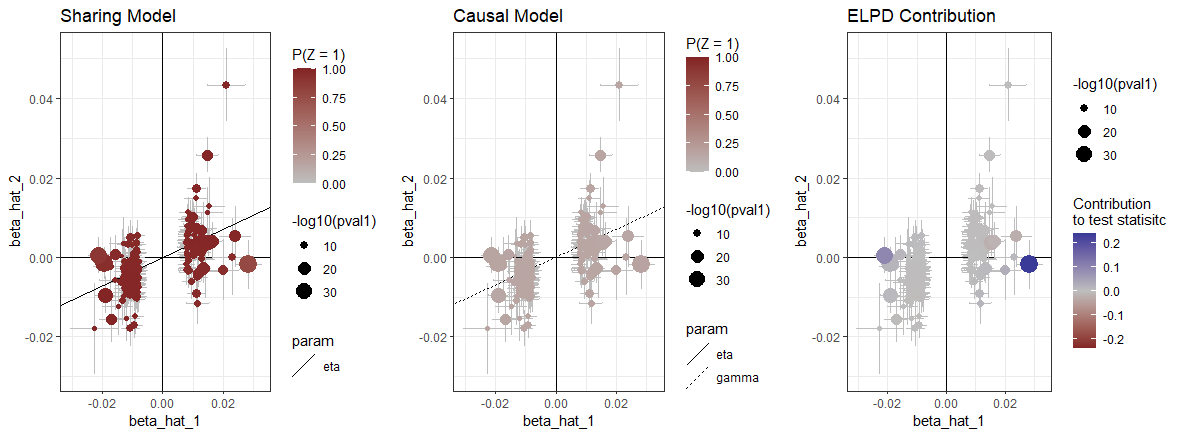 Sharing Model
beta_hat_2
0.04
0.02
0.00
-0.02
-0.02
0.00
0.02
beta_hat_1
P(Z = 1)
1.00
0.75
0.50
0.25
0.00
-log10(pval1)
10
20
30
param
eta
Causal Model
beta_hat_2
0.04
0.02
0.00
-0.02
-0.02
0.00
0.02
beta_hat_1
P(Z = 1)
1.00
0.75
0.50
0.25
0.00
-log10(pval1)
10
20
30
param
eta
gamma
ELPD Contribution
beta_hat_2
0.04
0.02
0.00
-0.02
-0.02
0.00
0.02
beta_hat_1
-log10(pval1)
10
20
30
Contribution
to test statisitc
0.2
0.1
0.0
-0.1
-0.2